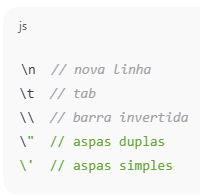 js
\n // nova linha
\t // tab
\\ // barra invertida
\" // aspas duplas
\' // aspas simples